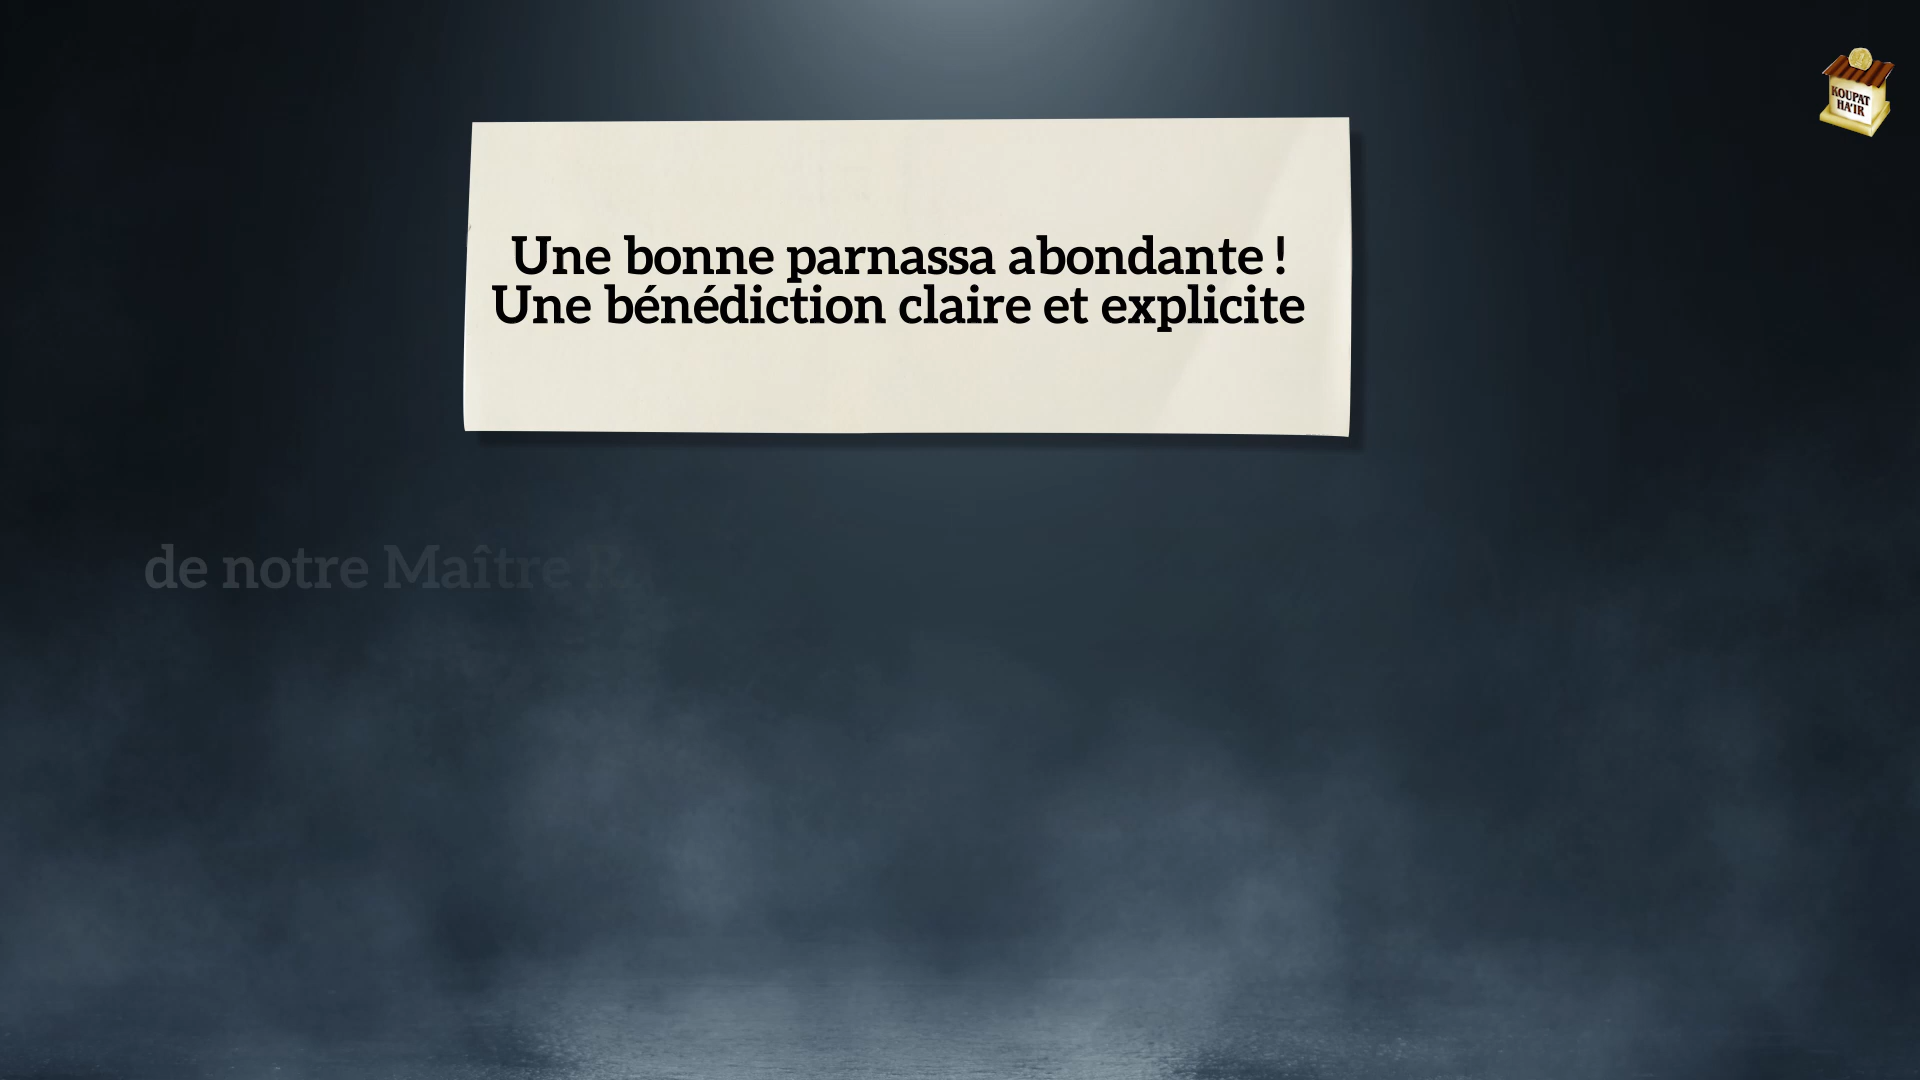 KOUPAT
HA'IR
Une bonne parnassa abondante !
Une bénédiction claire et explicite
de notre Maître